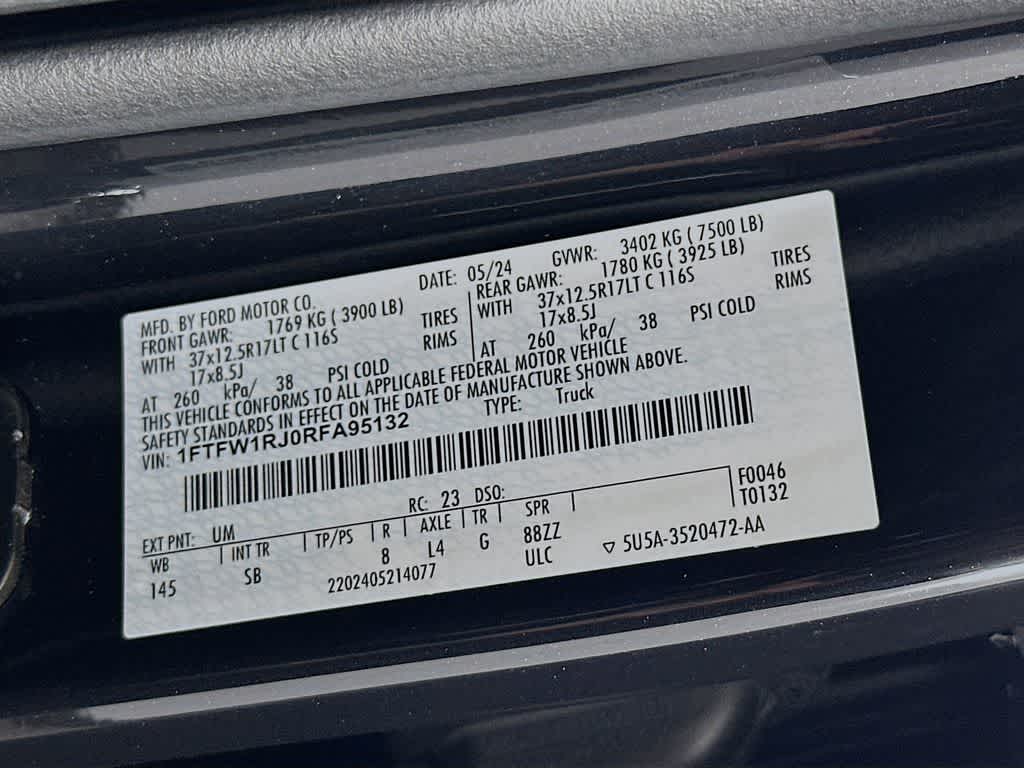 MFD. BY FORD MOTOR CO. DATE: 05/24 GVWR: 3402 KG ( 7500 LB)
FRONT GAWR: 1769 KG ( 3900 LB) REAR GAWR: 1780 KG ( 3925 LB)
WITH 37x12.5R17LT C 116S TIRES WITH 37x12.5R17LT C 116S TIRES
17x8.5J RIMS 17x8.5J RIMS
AT 260 kPa/ 38 PSI COLD AT 260 kPa/ 38 PSI COLD
THIS VEHICLE CONFORMS TO ALL APPLICABLE FEDERAL MOTOR VEHICLE
SAFETY STANDARDS IN EFFECT ON THE DATE OF MANUFACTURE SHOWN ABOVE.
VIN: 1FTFW1RJ0RFA95132 TYPE: Truck
EXT PNT: UM RC: 23 DSO: F0046
WB INT TR TP/PS R AXLE TR SPR T0132
145 SB 8 L4 G 88ZZ
2202405214077 ULC ▽ 5U5A-3520472-AA